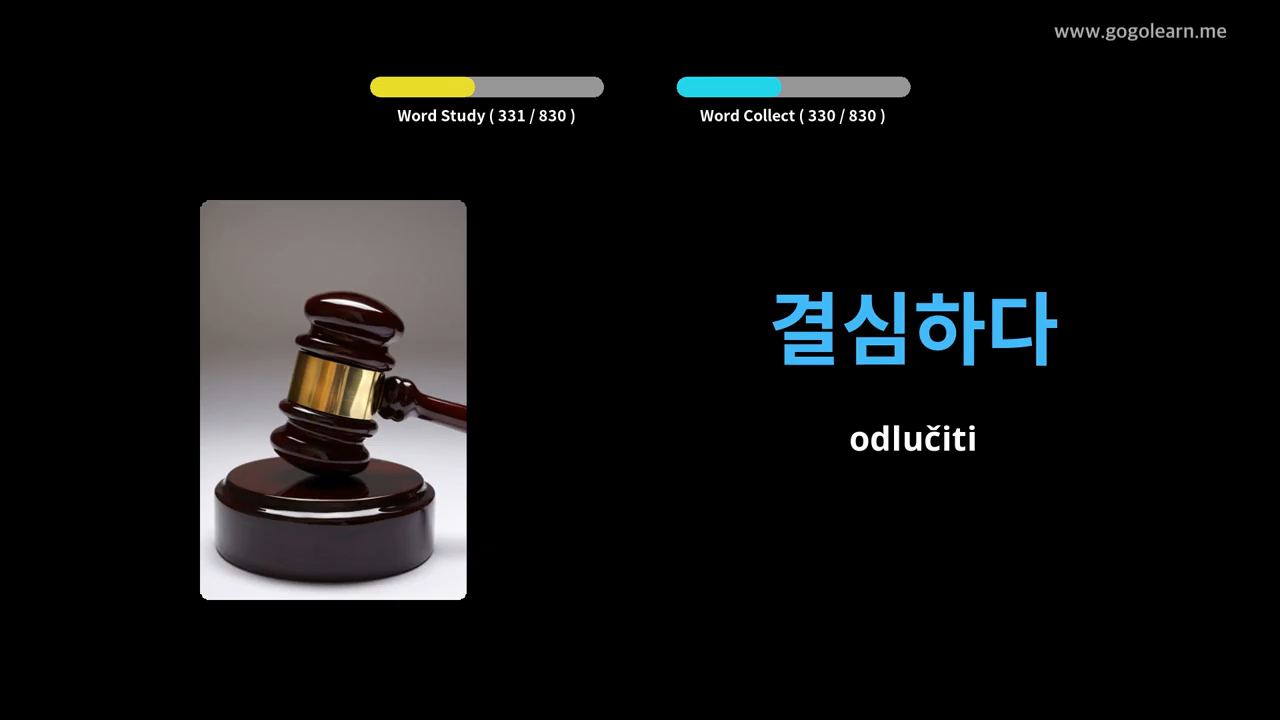 www.gogolearn.me
Word Study ( 331 / 830 )
Word Collect ( 330 / 830 )
결심하다
odlučiti